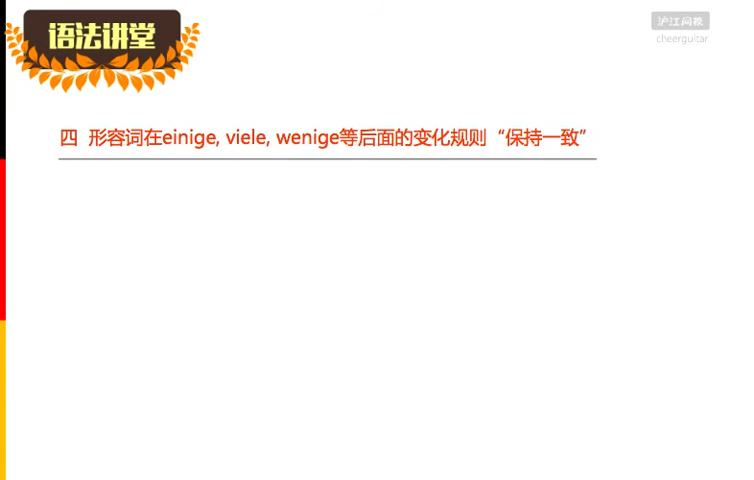 语法讲堂
沪江网校
cheerguitar
四 形容词在einige, viele, wenige等后面的变化规则“保持一致”